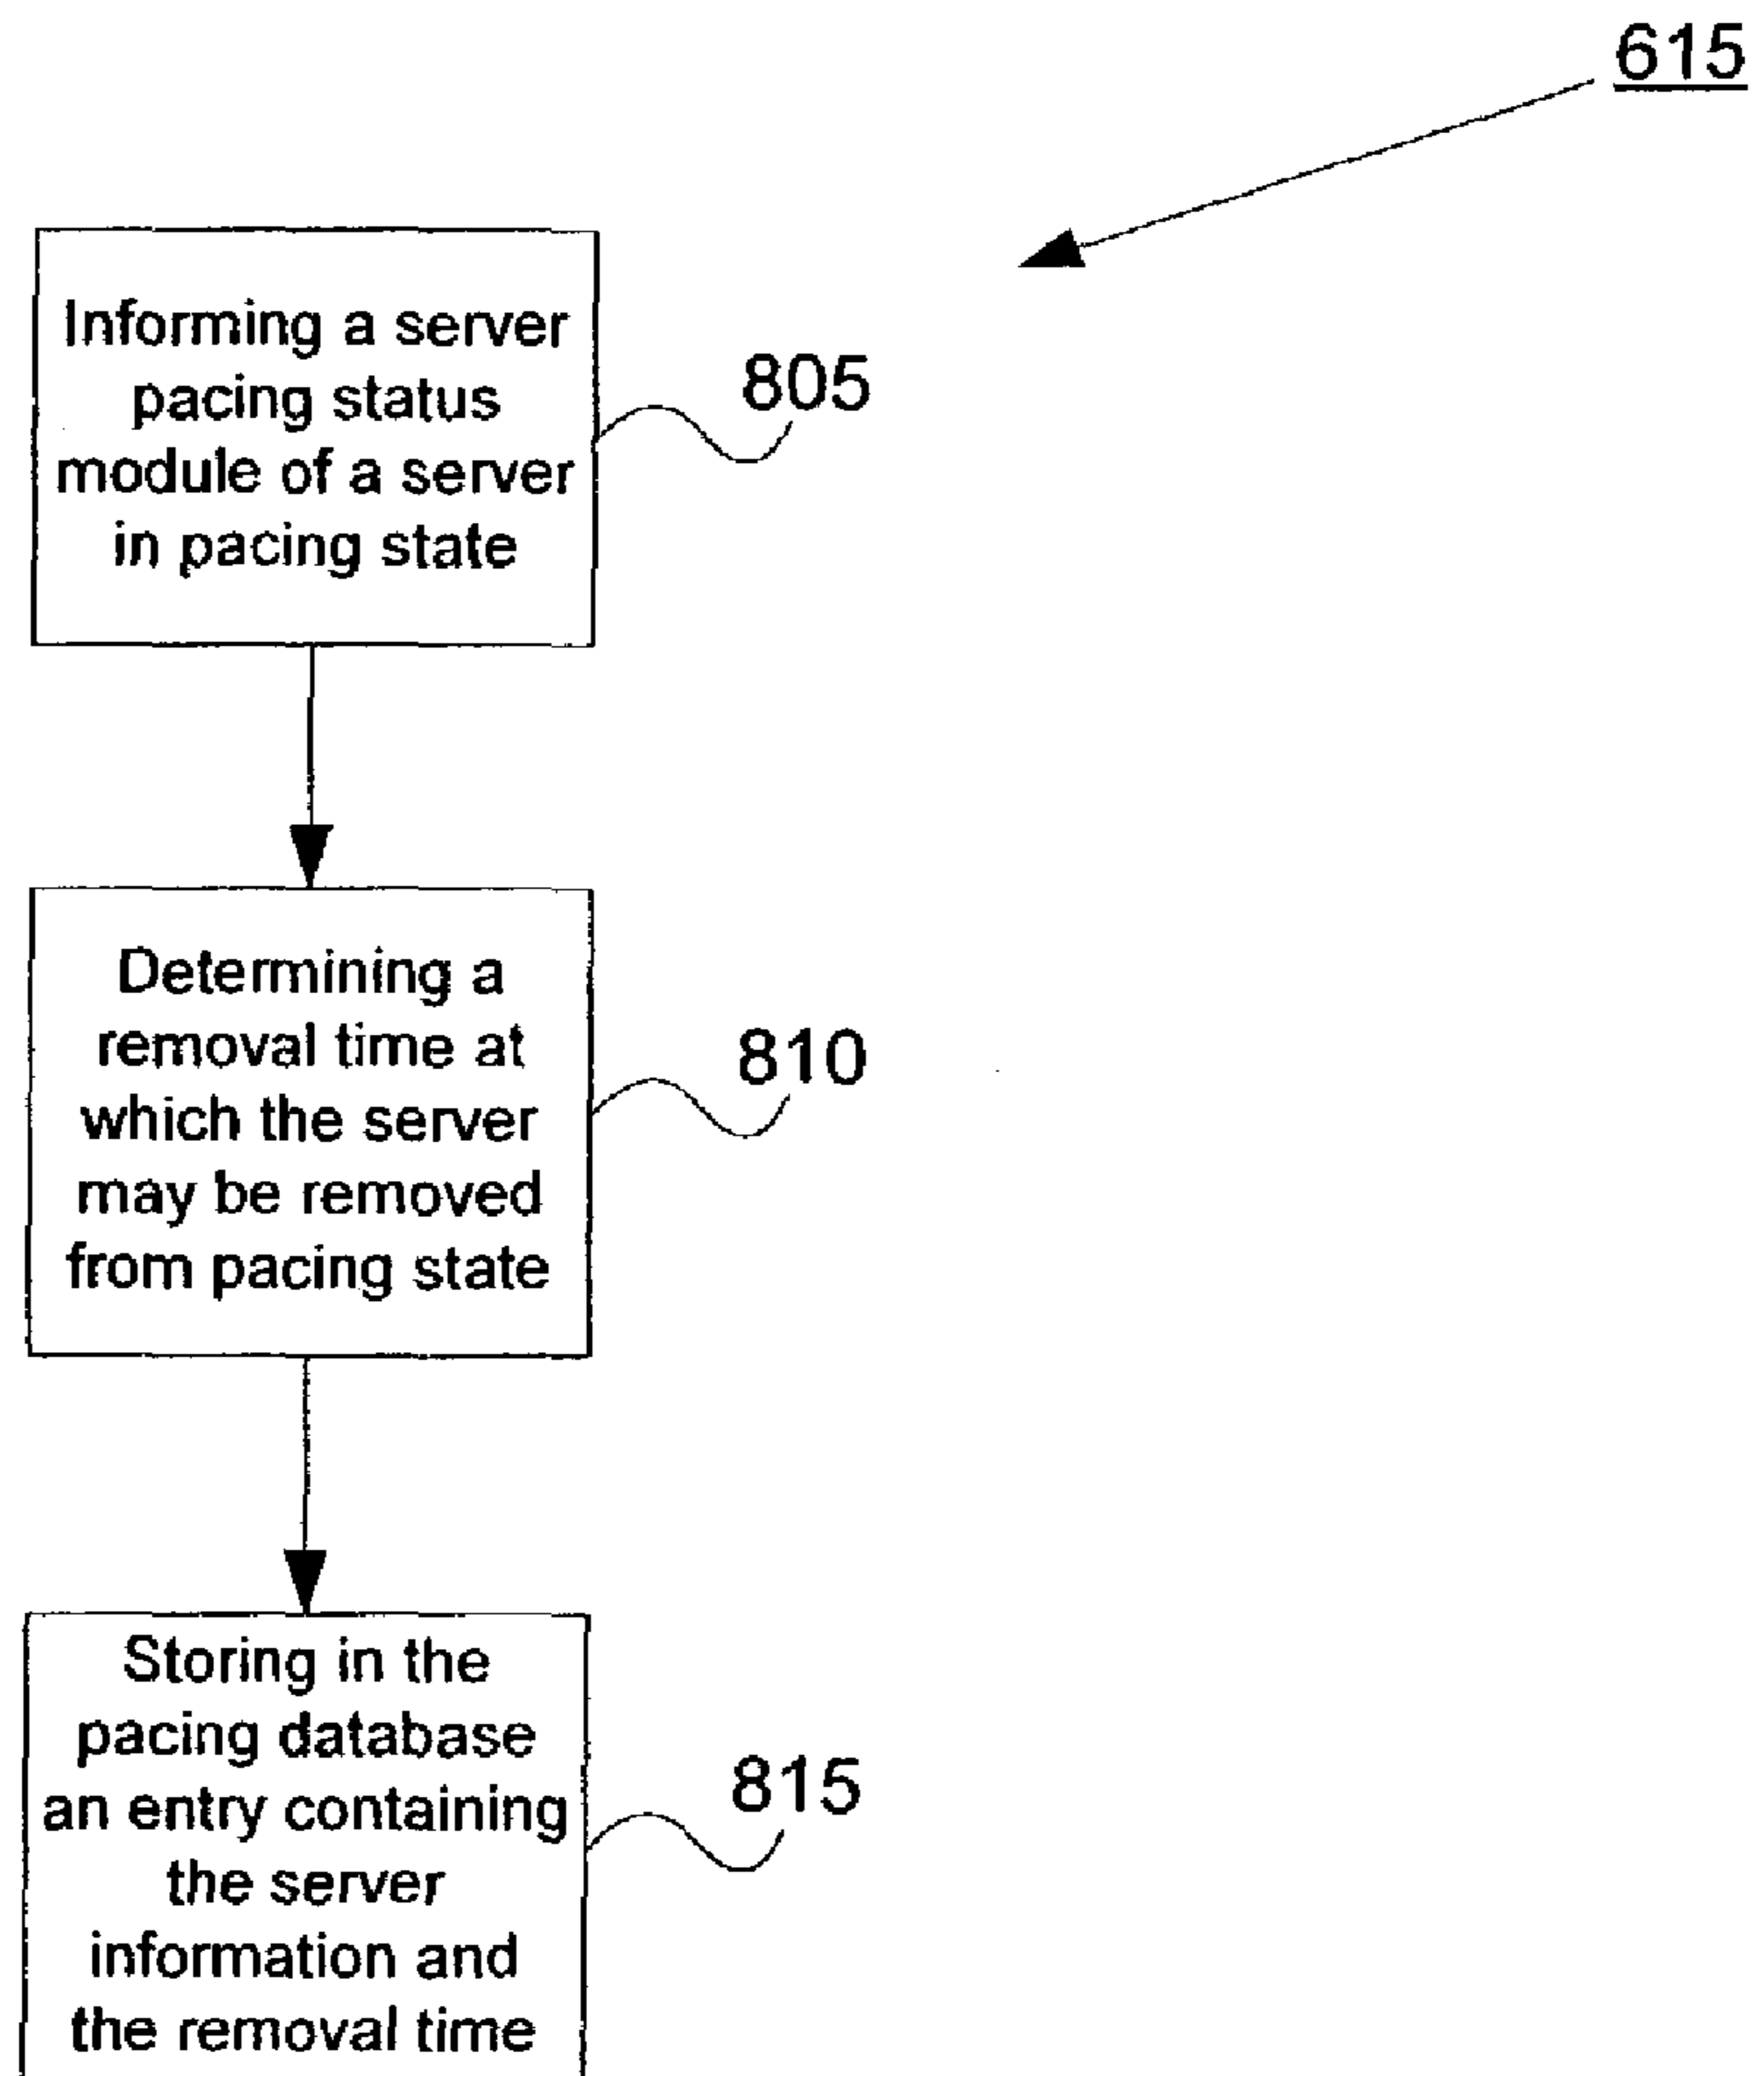 615
Informing a server
pacing status
module of a server
in pacing state
805
Determining a
removal time at
which the server
may be removed
from pacing state
810
Storing in the
pacing database
an entry containing
the server
information and
the removal time
815